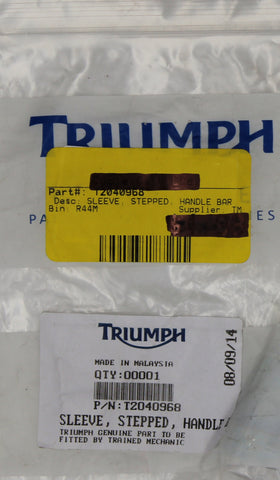 TRIUMPH
Part#: T2040968
Desc: SLEEVE, STEPPED, HANDLE BAR
Bin: R44M Supplier TM
PA ES
TRIUMPH
MADE IN MALAYSIA
QTY:00001
P/N:T2040968
SLEEVE, STEPPED, HANDLE
TRIUMPH GENUINE PART TO BE
FITTED BY TRAINED MECHANIC
08/09/14